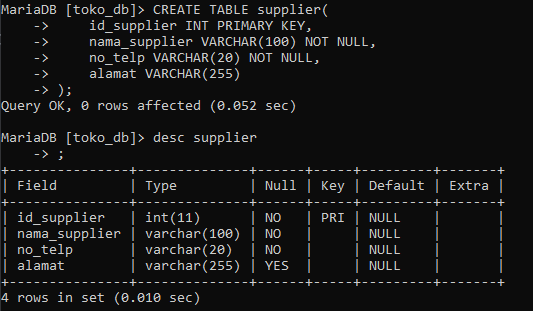 MariaDB [toko_db]> CREATE TABLE supplier(
    ->     id_supplier INT PRIMARY KEY,
    ->     nama_supplier VARCHAR(100) NOT NULL,
    ->     no_telp VARCHAR(20) NOT NULL,
    ->     alamat VARCHAR(255)
    -> );
Query OK, 0 rows affected (0.052 sec)

MariaDB [toko_db]> desc supplier
    -> ;
+---------------+--------------+------+-----+---------+-------+
| Field         | Type         | Null | Key | Default | Extra |
+---------------+--------------+------+-----+---------+-------+
| id_supplier   | int(11)      | NO   | PRI | NULL    |       |
| nama_supplier | varchar(100) | NO   |     | NULL    |       |
| no_telp       | varchar(20)  | NO   |     | NULL    |       |
| alamat        | varchar(255) | YES  |     | NULL    |       |
+---------------+--------------+------+-----+---------+-------+
4 rows in set (0.010 sec)